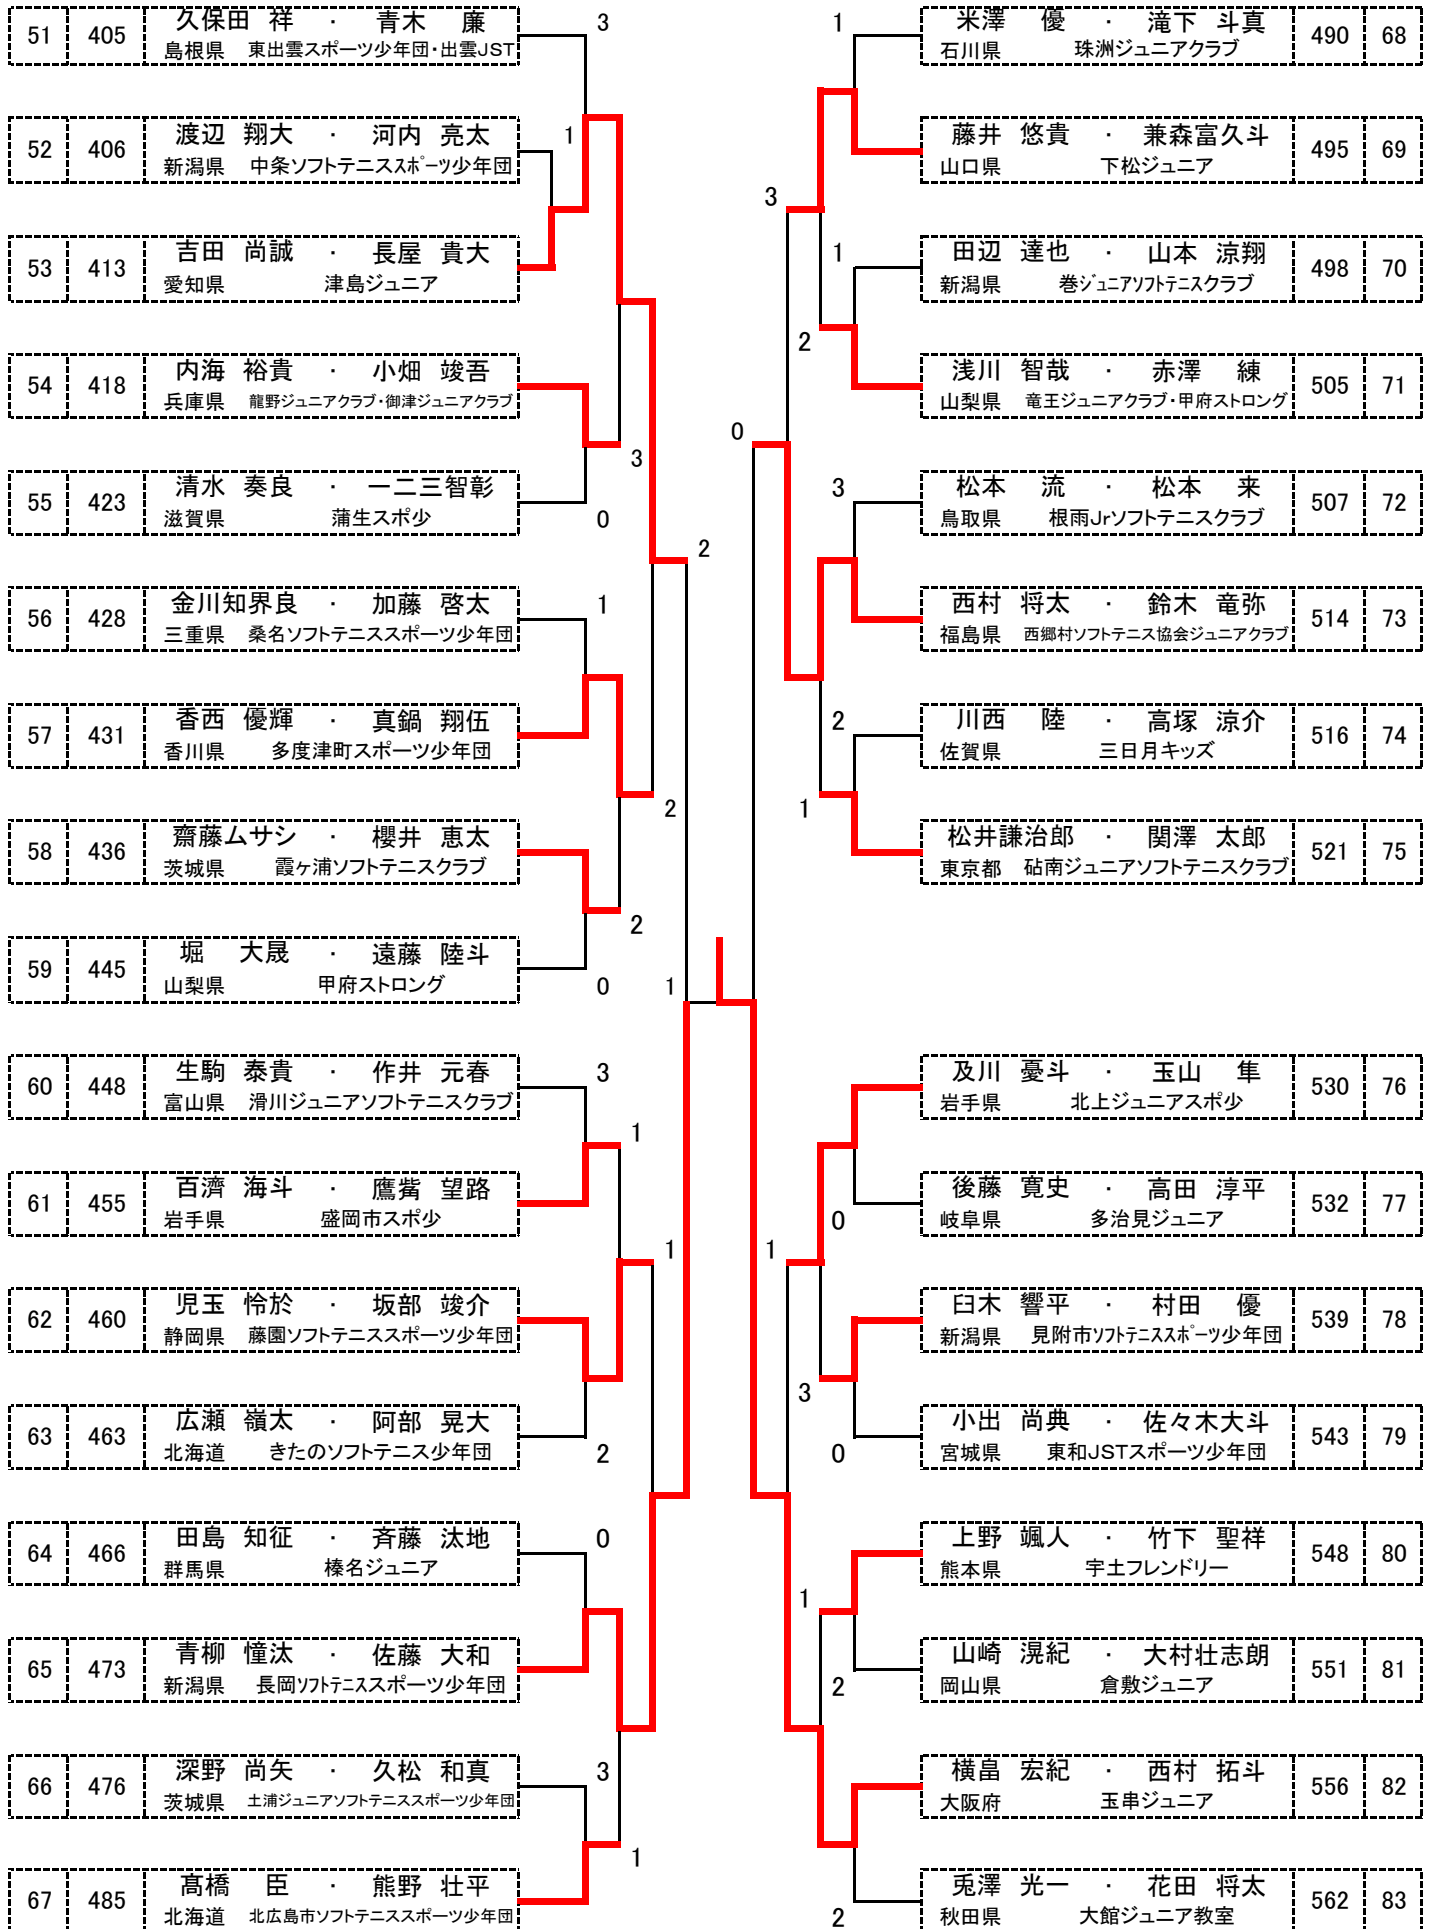 51 405 久保田 祥 ・ 青木 廉
島根県 東出雲スポーツ少年団・出雲JST
3
52 406 渡辺 翔大 ・ 河内 亮太
新潟県 中条ソフトテニススポーツ少年団
1
53 413 吉田 尚誠 ・ 長屋 貴大
愛知県 津島ジュニア
54 418 内海 裕貴 ・ 小畑 竣吾
兵庫県 龍野ジュニアクラブ・御津ジュニアクラブ
3
55 423 清水 奏良 ・ 一二三智彰
滋賀県 蒲生スポ少
0
2
56 428 金川知界良 ・ 加藤 啓太
三重県 桑名ソフトテニススポーツ少年団
1
57 431 香西 優輝 ・ 真鍋 翔伍
香川県 多度津町スポーツ少年団
2
58 436 齋藤ムサシ ・ 櫻井 恵太
茨城県 霞ヶ浦ソフトテニスクラブ
2
59 445 堀 大晟 ・ 遠藤 陸斗
山梨県 甲府ストロング
0
1
60 448 生駒 泰貴 ・ 作井 元春
富山県 滑川ジュニアソフトテニスクラブ
3
1
61 455 百濟 海斗 ・ 鷹觜 望路
岩手県 盛岡市スポ少
1
62 460 児玉 怜於 ・ 坂部 竣介
静岡県 藤園ソフトテニススポーツ少年団
63 463 広瀬 嶺太 ・ 阿部 晃大
北海道 きたのソフトテニス少年団
2
64 466 田島 知征 ・ 斉藤 汰地
群馬県 榛名ジュニア
0
65 473 青柳 憧汰 ・ 佐藤 大和
新潟県 長岡ソフトテニススポーツ少年団
66 476 深野 尚矢 ・ 久松 和真
茨城県 土浦ジュニアソフトテニススポーツ少年団
3
1
67 485 髙橋 臣 ・ 熊野 壮平
北海道 北広島市ソフトテニススポーツ少年団
1
米澤 優 ・ 滝下 斗真 490 68
石川県 珠洲ジュニアクラブ
藤井 悠貴 ・ 兼森富久斗 495 69
山口県 下松ジュニア
3
1
田辺 達也 ・ 山本 涼翔 498 70
新潟県 巻ジュニアソフトテニスクラブ
2
浅川 智哉 ・ 赤澤 練 505 71
山梨県 竜王ジュニアクラブ・甲府ストロング
0
3
松本 流 ・ 松本 来 507 72
鳥取県 根雨Jrソフトテニスクラブ
西村 将太 ・ 鈴木 竜弥 514 73
福島県 西郷村ソフトテニス協会ジュニアクラブ
2
川西 陸 ・ 高塚 涼介 516 74
佐賀県 三日月キッズ
1
松井謙治郎 ・ 関澤 太郎 521 75
東京都 砧南ジュニアソフトテニスクラブ
及川 憂斗 ・ 玉山 隼 530 76
岩手県 北上ジュニアスポ少
後藤 寛史 ・ 高田 淳平 532 77
岐阜県 多治見ジュニア
0
1
臼木 響平 ・ 村田 優 539 78
新潟県 見附市ソフトテニススポーツ少年団
3
小出 尚典 ・ 佐々木大斗 543 79
宮城県 東和JSTスポーツ少年団
0
上野 颯人 ・ 竹下 聖祥 548 80
熊本県 宇土フレンドリー
1
山崎 滉紀 ・ 大村壮志朗 551 81
岡山県 倉敷ジュニア
2
横畠 宏紀 ・ 西村 拓斗 556 82
大阪府 玉串ジュニア
兎澤 光一 ・ 花田 将太 562 83
秋田県 大館ジュニア教室
2